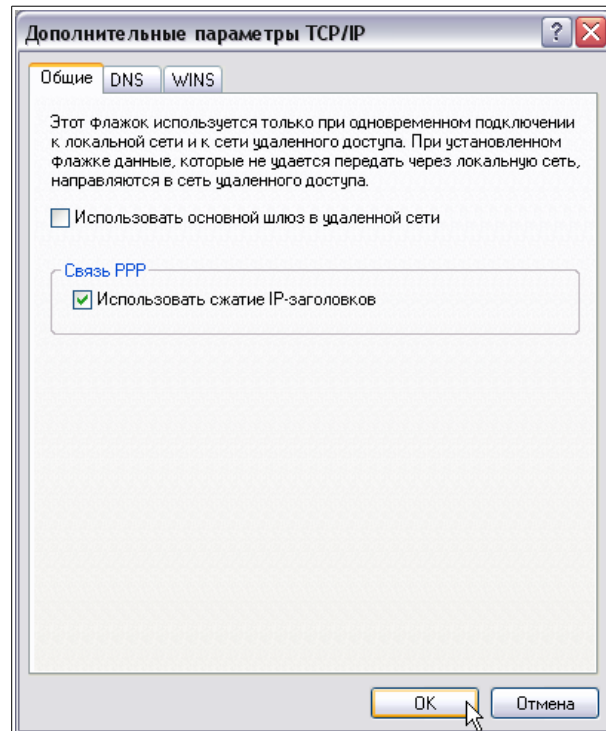 Дополнительные параметры TCP/IP
Общие DNS WINS
Этот флажок используется только при одновременном подключении
к локальной сети и к сети удаленного доступа. При установленном
флажке данные, которые не удается передать через локальную сеть,
направляются в сеть удаленного доступа.
Использовать основной шлюз в удаленной сети
Связь PPP
Использовать сжатие IP-заголовков
OK Отмена